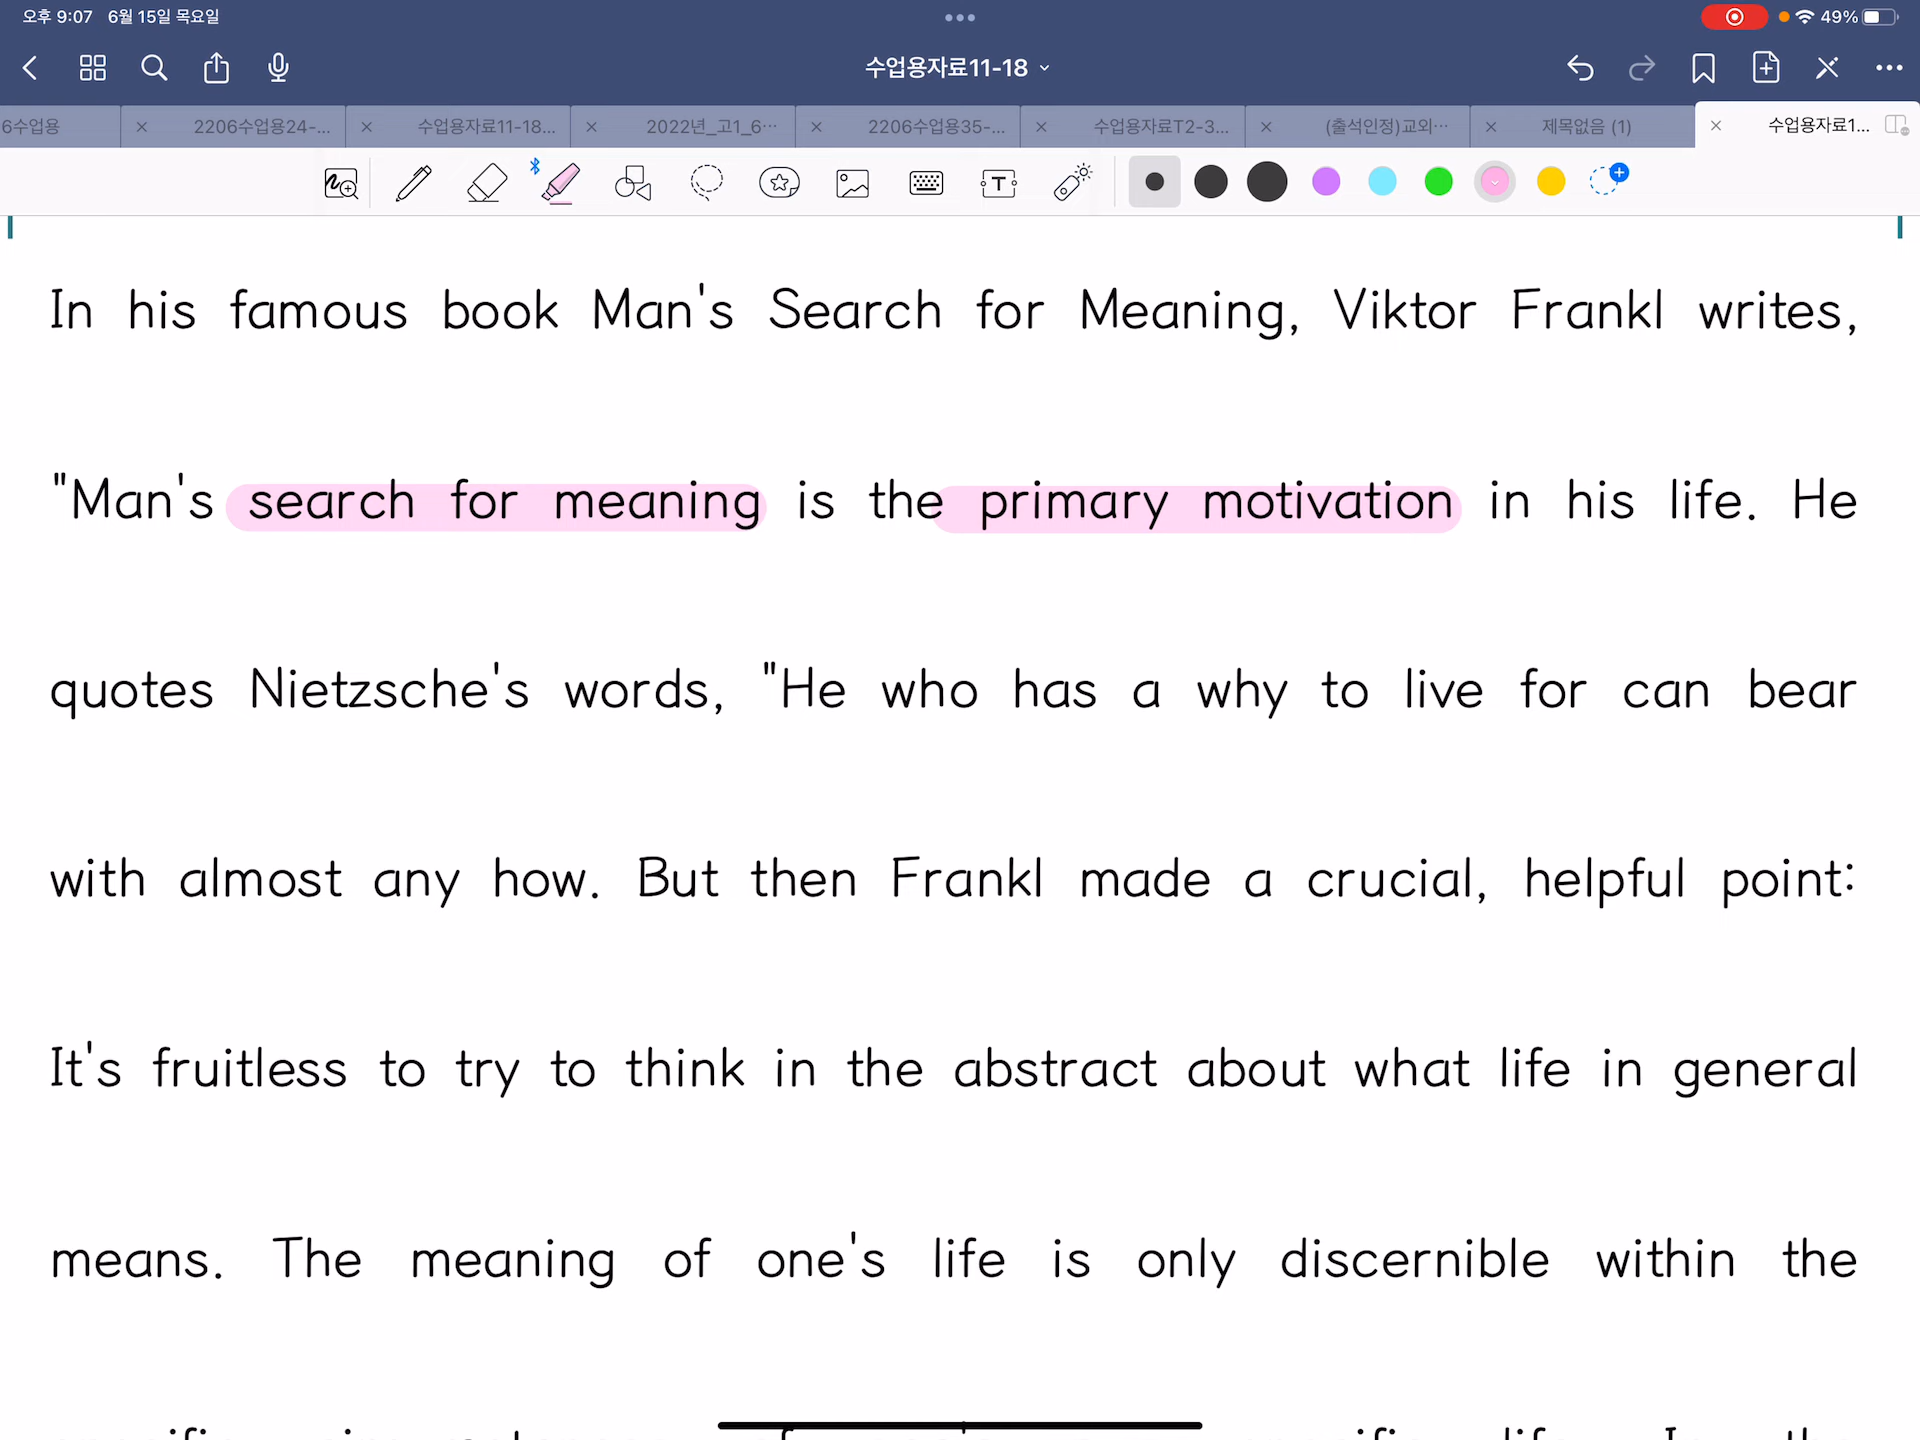 오후 9:07 6월 15일 목요일
49%
수업용자료11-18
6수업용 2206수업용24-... 수업용자료11-18... 2022년_고1_6... 2206수업용35-... 수업용자료T2-3... (출석인정)교외... 제목없음 (1) 수업용자료1...
In his famous book Man's Search for Meaning, Viktor Frankl writes,
"Man's search for meaning is the primary motivation in his life. He
quotes Nietzsche's words, "He who has a why to live for can bear
with almost any how. But then Frankl made a crucial, helpful point:
It's fruitless to try to think in the abstract about what life in general
means. The meaning of one's life is only discernible within the